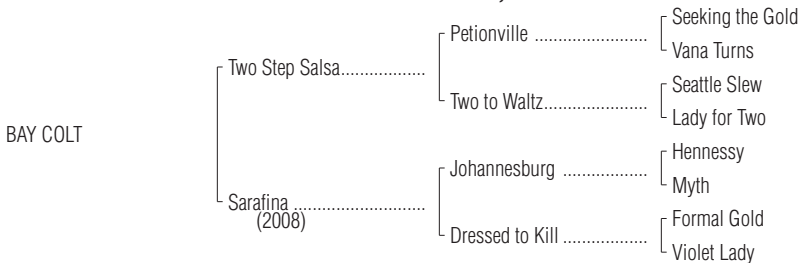 Seeking the Gold
Petionville ......................
Vana Turns
Two Step Salsa..................
Seattle Slew
Two to Waltz.....................
Lady for Two
BAY COLT
Hennessy
Johannesburg .................
Myth
Sarafina ............................
(2008)
Formal Gold
Dressed to Kill .................
Violet Lady